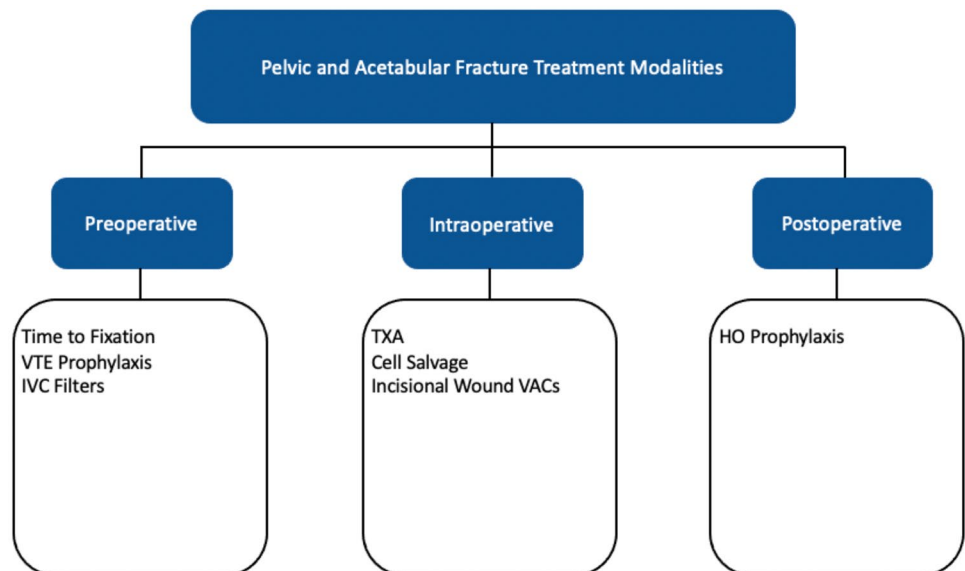 Pelvic and Acetabular Fracture Treatment Modalities
Preoperative
Intraoperative
Postoperative
Time to Fixation
VTE Prophylaxis
IVC Filters
TXA
Cell Salvage
Incisional Wound VACs
HO Prophylaxis